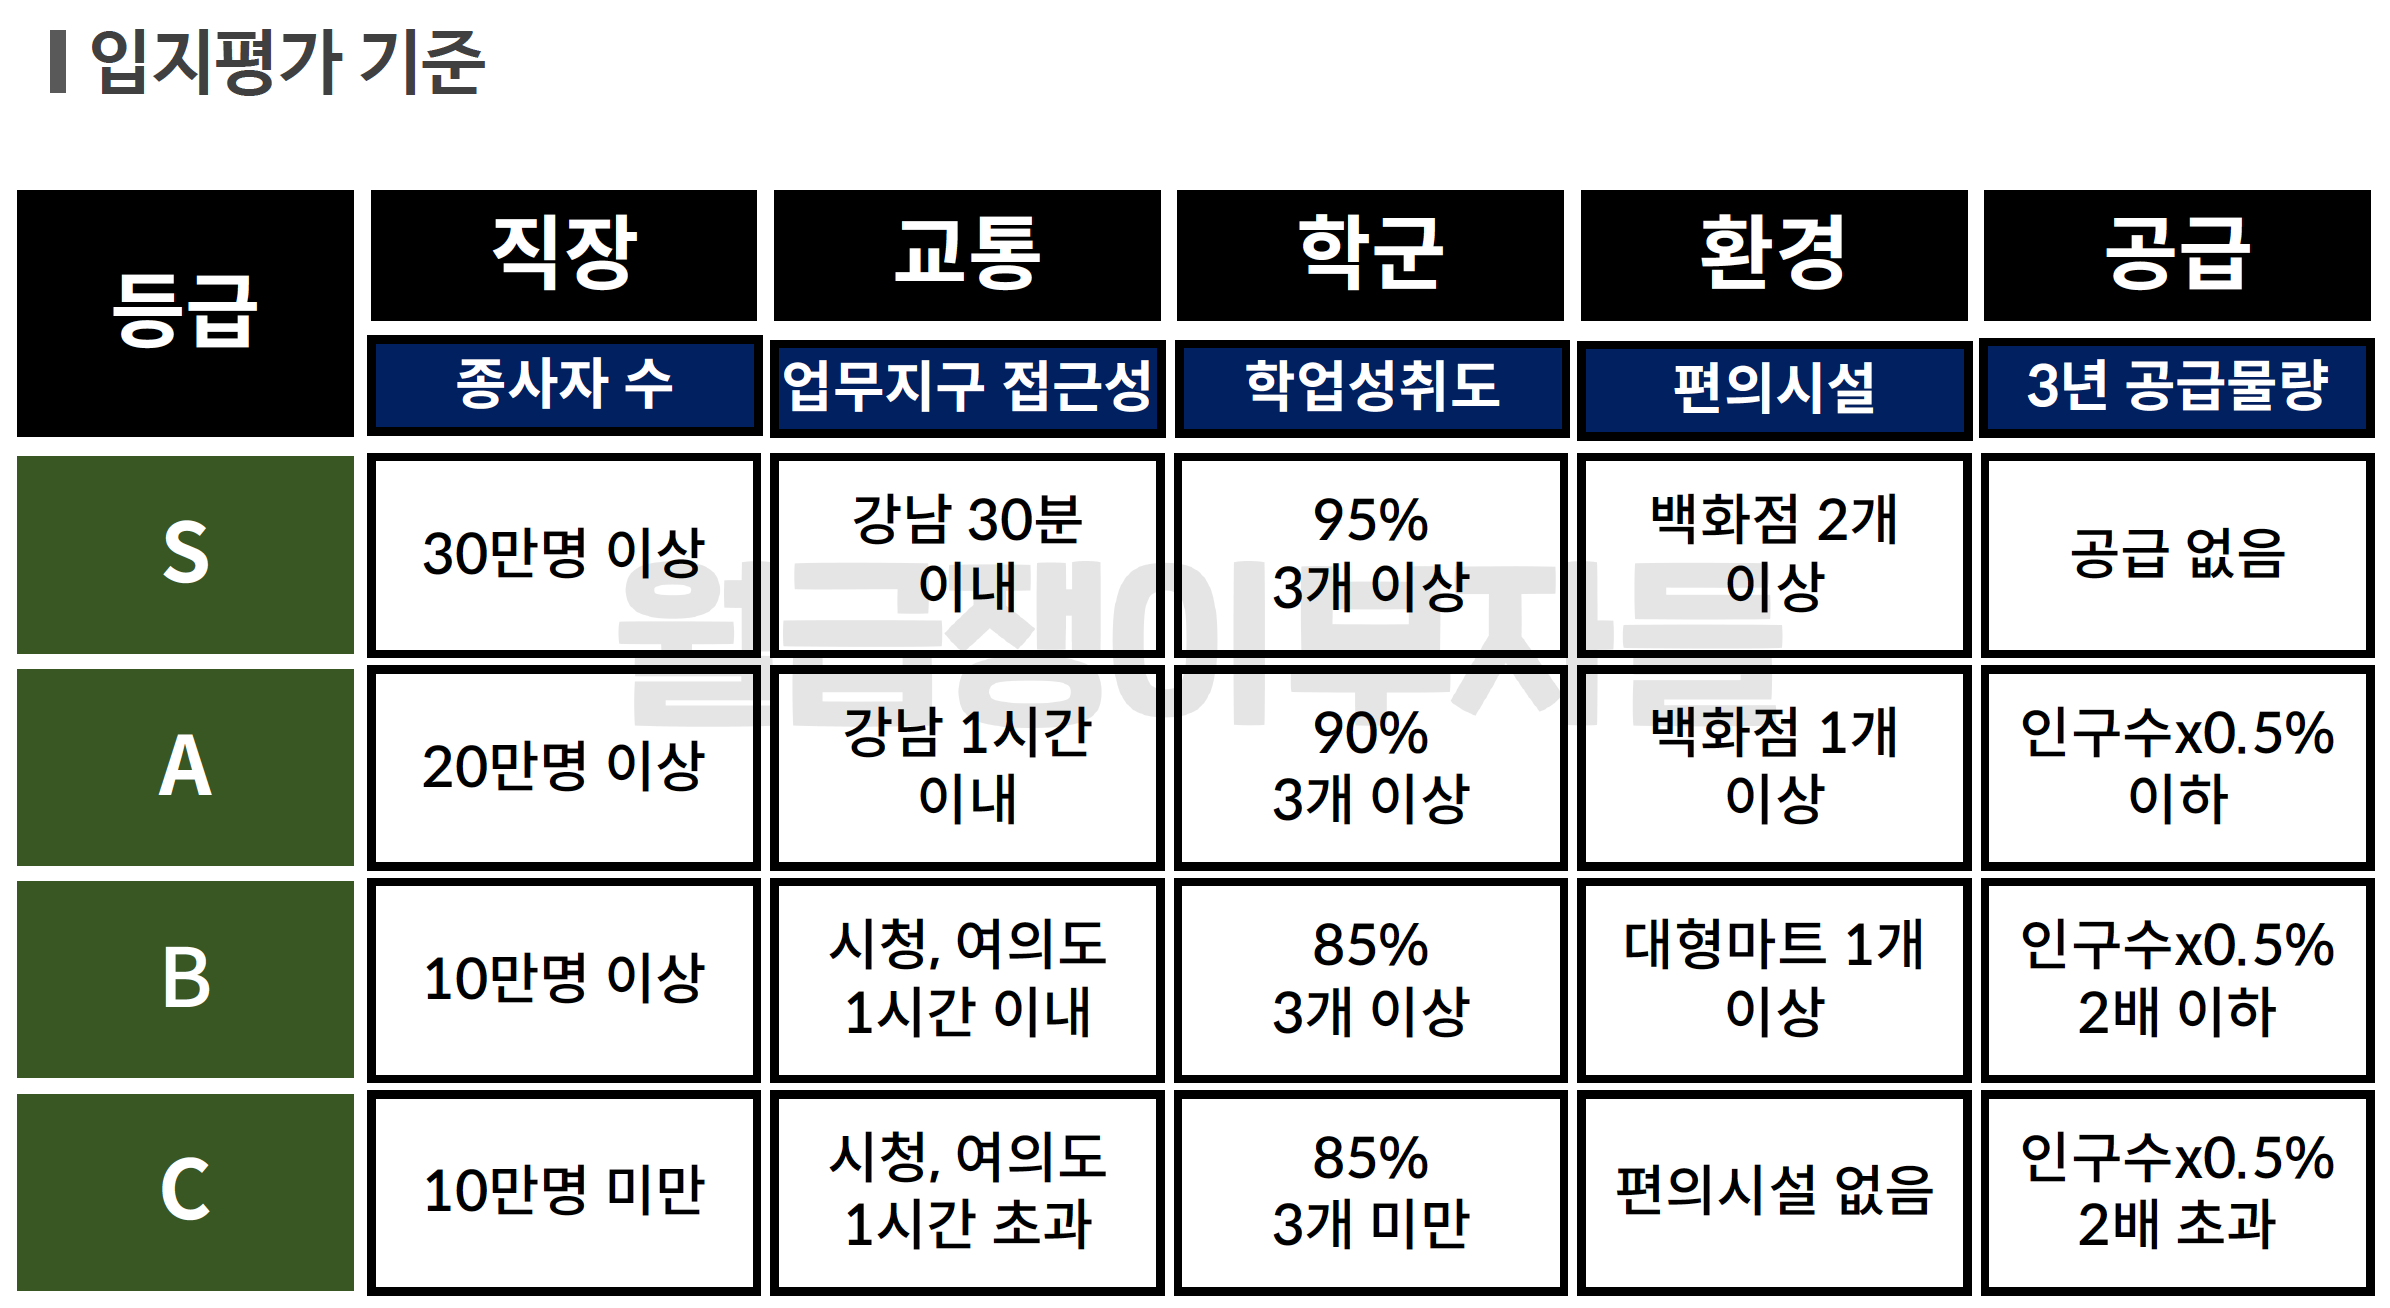 입지평가 기준
등급
직장
교통
학군
환경
공급
종사자 수
업무지구 접근성
학업성취도
편의시설
3년 공급물량
S
30만명 이상
강남 30분
이내
95%
3개 이상
백화점 2개
이상
공급 없음
월급쟁이부자들
A
20만명 이상
강남 1시간
이내
90%
3개 이상
백화점 1개
이상
인구수x0.5%
이하
B
10만명 이상
시청, 여의도
1시간 이내
85%
3개 이상
대형마트 1개
이상
인구수x0.5%
2배 이하
C
10만명 미만
시청, 여의도
1시간 초과
85%
3개 미만
편의시설 없음
인구수x0.5%
2배 초과